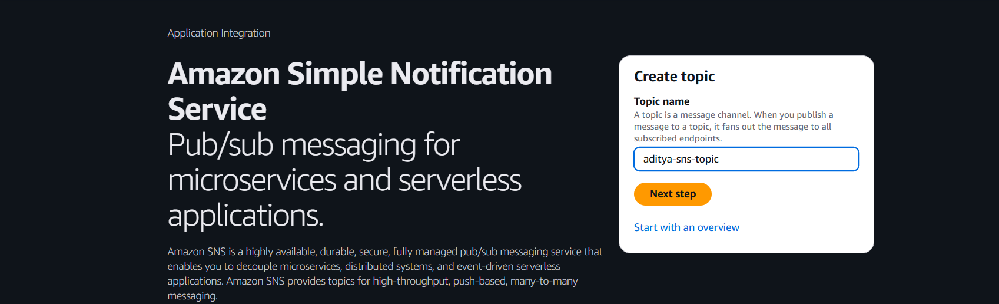 Application Integration
Amazon Simple Notification
Service
Pub/sub messaging for
microservices and serverless
applications.
Amazon SNS is a highly available, durable, secure, fully managed pub/sub messaging service that
enables you to decouple microservices, distributed systems, and event-driven serverless
applications. Amazon SNS provides topics for high-throughput, push-based, many-to-many
messaging.
Create topic
Topic name
A topic is a message channel. When you publish a
message to a topic, it fans out the message to all
subscribed endpoints.
aditya-sns-topic
Next step
Start with an overview